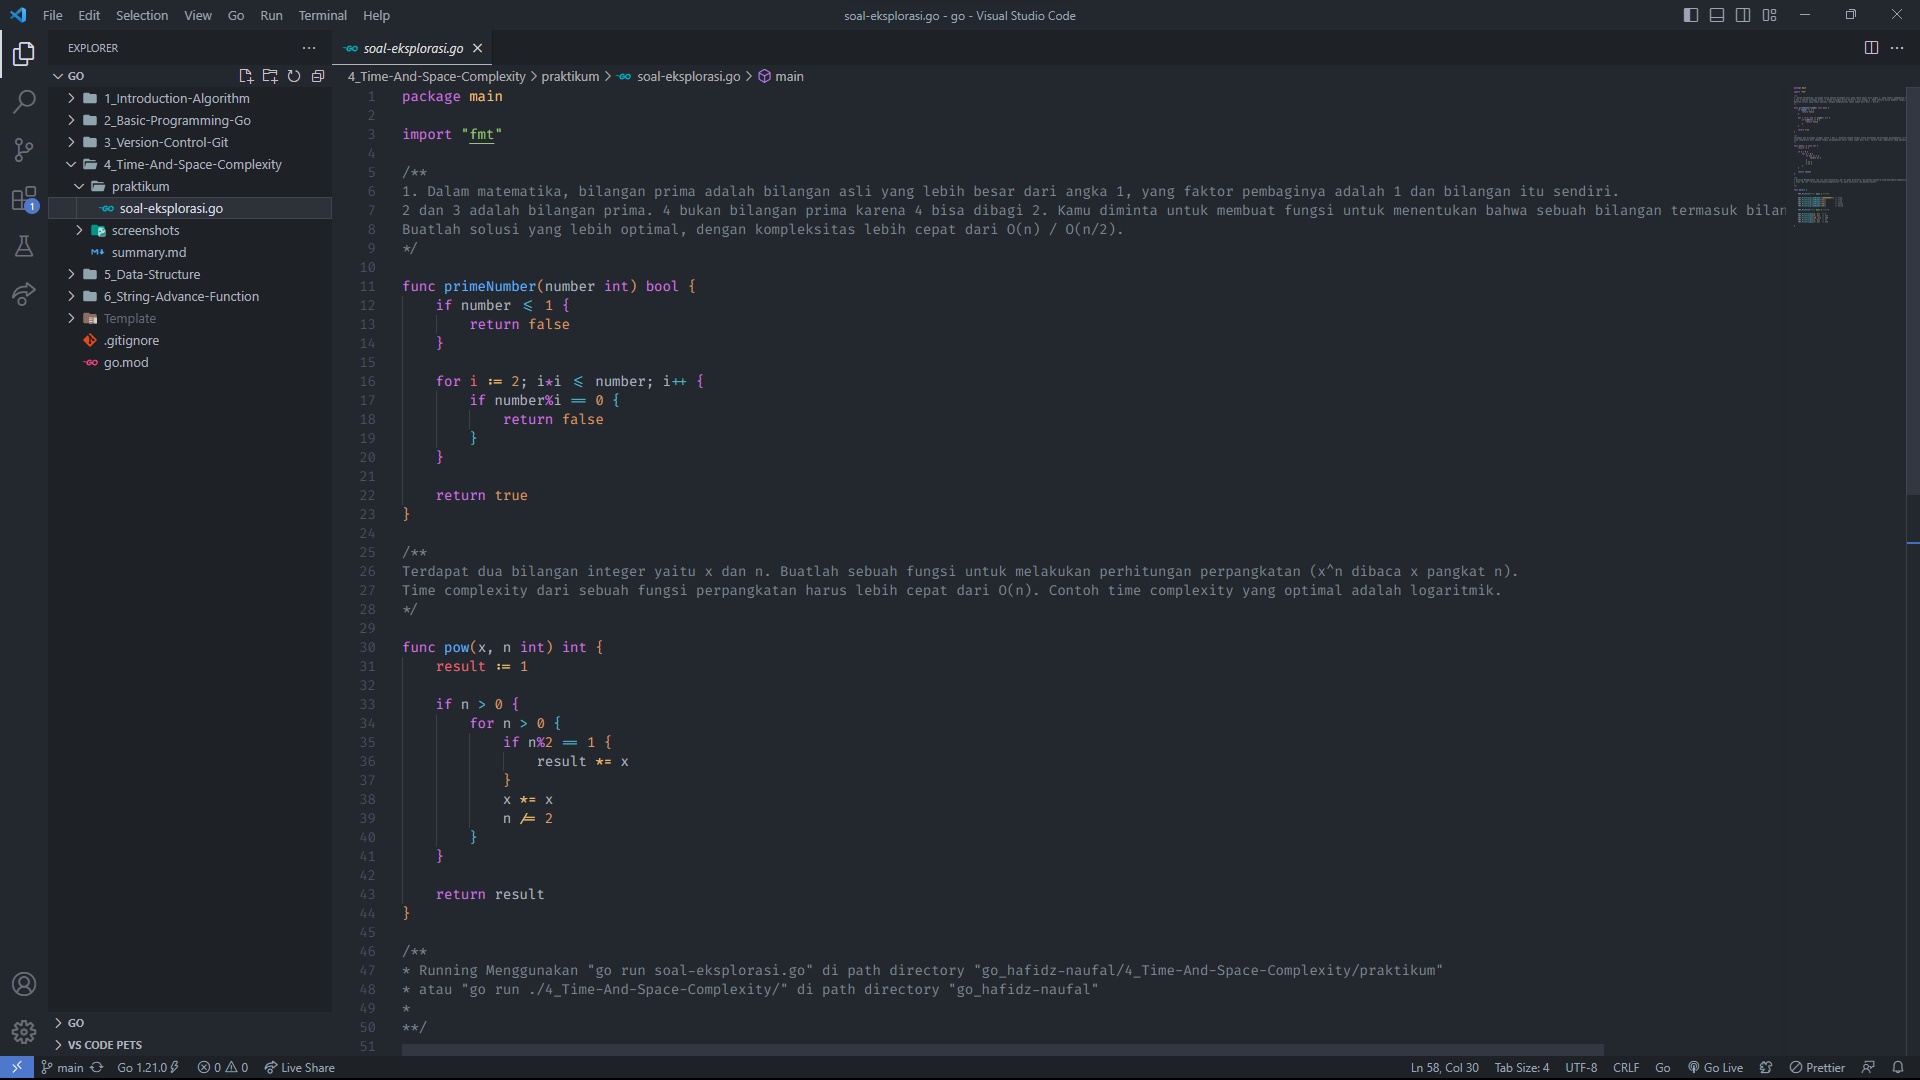 File Edit Selection View Go Run Terminal Help
soal-eksplorasi.go - go - Visual Studio Code
EXPLORER
GO
1_Introduction-Algorithm
2_Basic-Programming-Go
3_Version-Control-Git
4_Time-And-Space-Complexity
praktikum
soal-eksplorasi.go
screenshots
summary.md
5_Data-Structure
6_String-Advance-Function
Template
.gitignore
go.mod
1
GO
VS CODE PETS
soal-eksplorasi.go
4_Time-And-Space-Complexity > praktikum > soal-eksplorasi.go > main
1 package main
2
3 import "fmt"
4
5 /**
6 1. Dalam matematika, bilangan prima adalah bilangan asli yang lebih besar dari angka 1, yang faktor pembaginya adalah 1 dan bilangan itu sendiri.
7 2 dan 3 adalah bilangan prima. 4 bukan bilangan prima karena 4 bisa dibagi 2. Kamu diminta untuk membuat fungsi untuk menentukan bahwa sebuah bilangan termasuk bilan
8 Buatlah solusi yang lebih optimal, dengan kompleksitas lebih cepat dari O(n) / O(n/2).
9 */
10
11 func primeNumber(number int) bool {
12 if number <= 1 {
13 return false
14 }
15
16 for i := 2; i*i <= number; i++ {
17 if number%i == 0 {
18 return false
19 }
20 }
21
22 return true
23 }
24
25 /**
26 Terdapat dua bilangan integer yaitu x dan n. Buatlah sebuah fungsi untuk melakukan perhitungan perpangkatan (x^n dibaca x pangkat n).
27 Time complexity dari sebuah fungsi perpangkatan harus lebih cepat dari O(n). Contoh time complexity yang optimal adalah logaritmik.
28 */
29
30 func pow(x, n int) int {
31 result := 1
32
33 if n > 0 {
34 for n > 0 {
35 if n%2 == 1 {
36 result *= x
37 }
38 x *= x
39 n /= 2
40 }
41 }
42
43 return result
44 }
45
46 /**
47 * Running Menggunakan "go run soal-eksplorasi.go" di path directory "go_hafidz-naufal/4_Time-And-Space-Complexity/praktikum"
48 * atau "go run ./4_Time-And-Space-Complexity/" di path directory "go_hafidz-naufal"
49 *
50 **/
51
main Go 1.21.0 0 0 Live Share Ln 58, Col 30 Tab Size: 4 UTF-8 CRLF Go Go Live Prettier